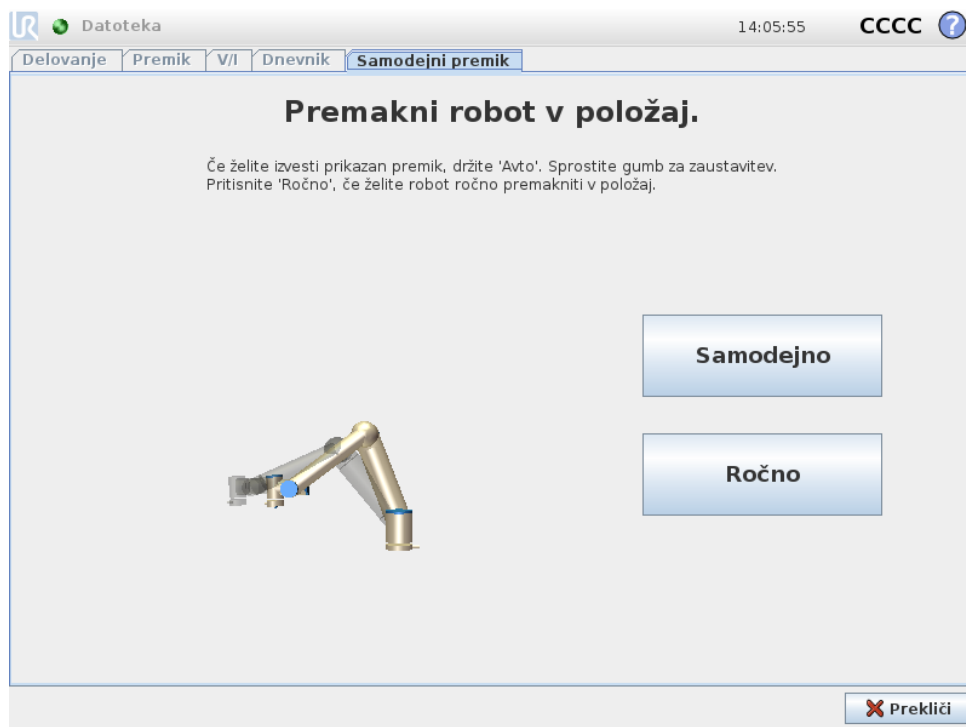 UR Datoteka 14:05:55 CCCC ?
Delovanje Premik V/I Dnevnik Samodejni premik
Premakni robot v položaj.
Če želite izvesti prikazan premik, držite 'Avto'. Sprostite gumb za zaustavitev.
Pritisnite 'Ročno', če želite robot ročno premakniti v položaj.
Samodejno
Ročno
Prekliči